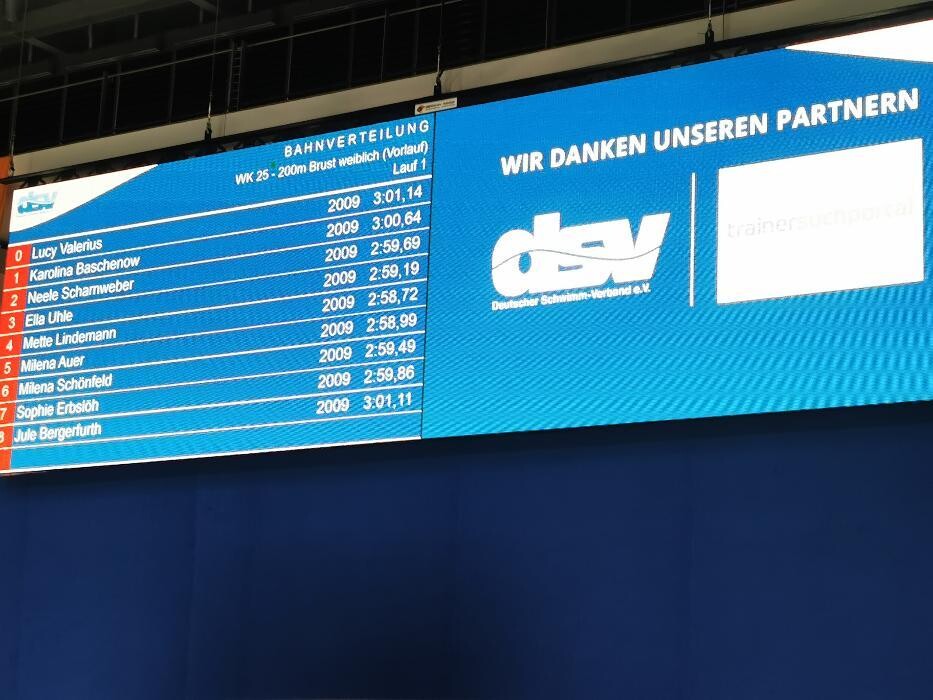 BAHNVERTEILUNG
WK 25 - 200m Brust weiblich (Vorlauf)
Lauf 1
dsv
0 Lucy Valerius 2009 3:01,14
1 Karolina Baschenow 2009 3:00,64
2 Neele Scharnweber 2009 2:59,69
3 Ella Uhle 2009 2:59,19
4 Mette Lindemann 2009 2:58,72
5 Milena Auer 2009 2:58,99
6 Milena Schönfeld 2009 2:59,49
7 Sophie Erbslöh 2009 2:59,86
8 Jule Bergerfurth 2009 3:01,11
WIR DANKEN UNSEREN PARTNERN
dsv
Deutscher Schwimm-Verband e.V.
trainersuchportal